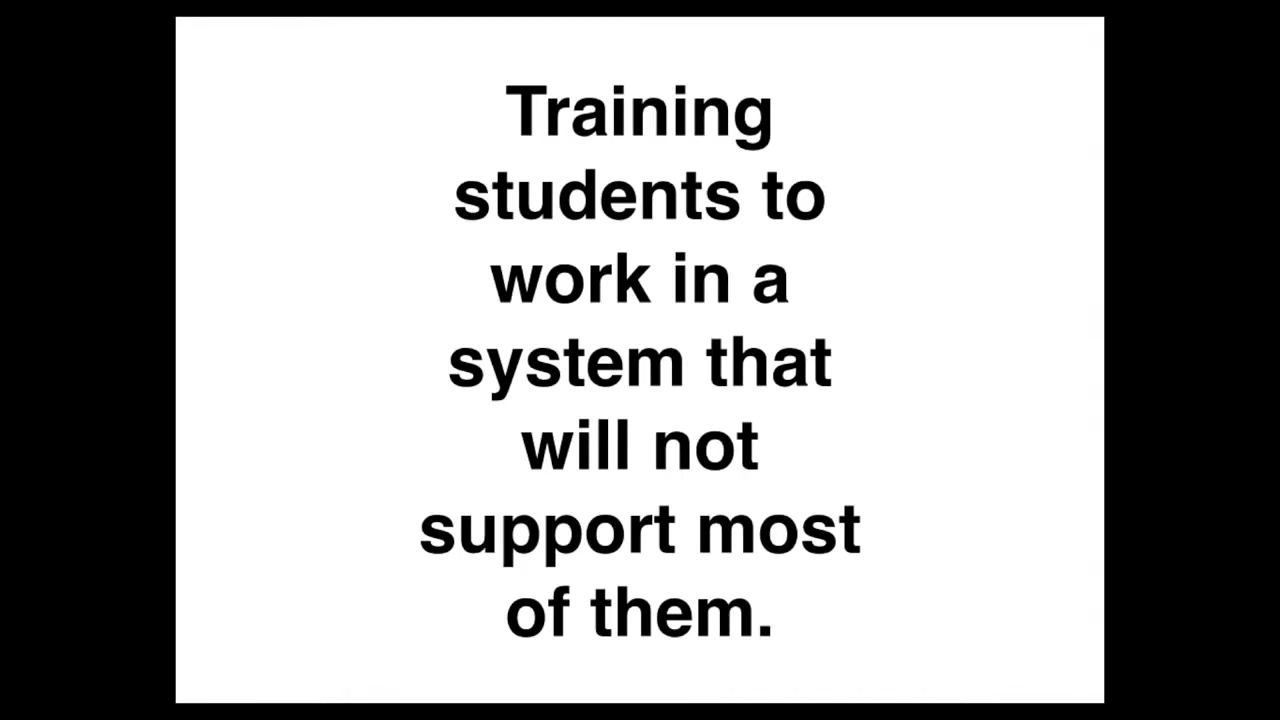 Training
students to
work in a
system that
will not
support most
of them.